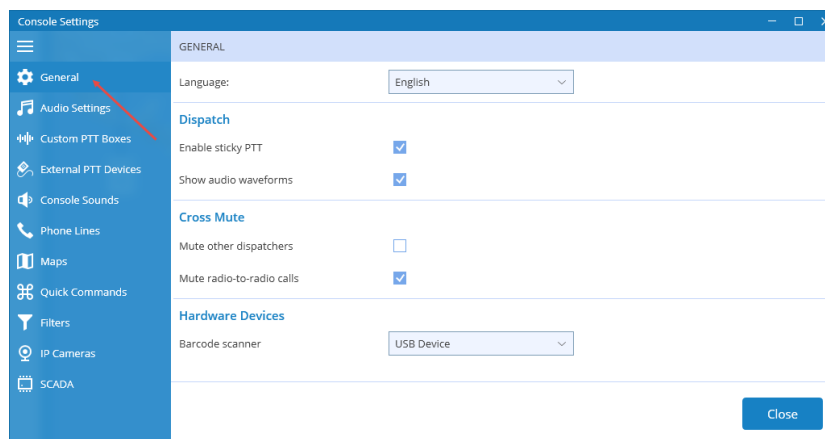 Console Settings
GENERAL
General
Audio Settings
Custom PTT Boxes
External PTT Devices
Console Sounds
Phone Lines
Maps
Quick Commands
Filters
IP Cameras
SCADA
Language: English
Dispatch
Enable sticky PTT
Show audio waveforms
Cross Mute
Mute other dispatchers
Mute radio-to-radio calls
Hardware Devices
Barcode scanner USB Device
Close